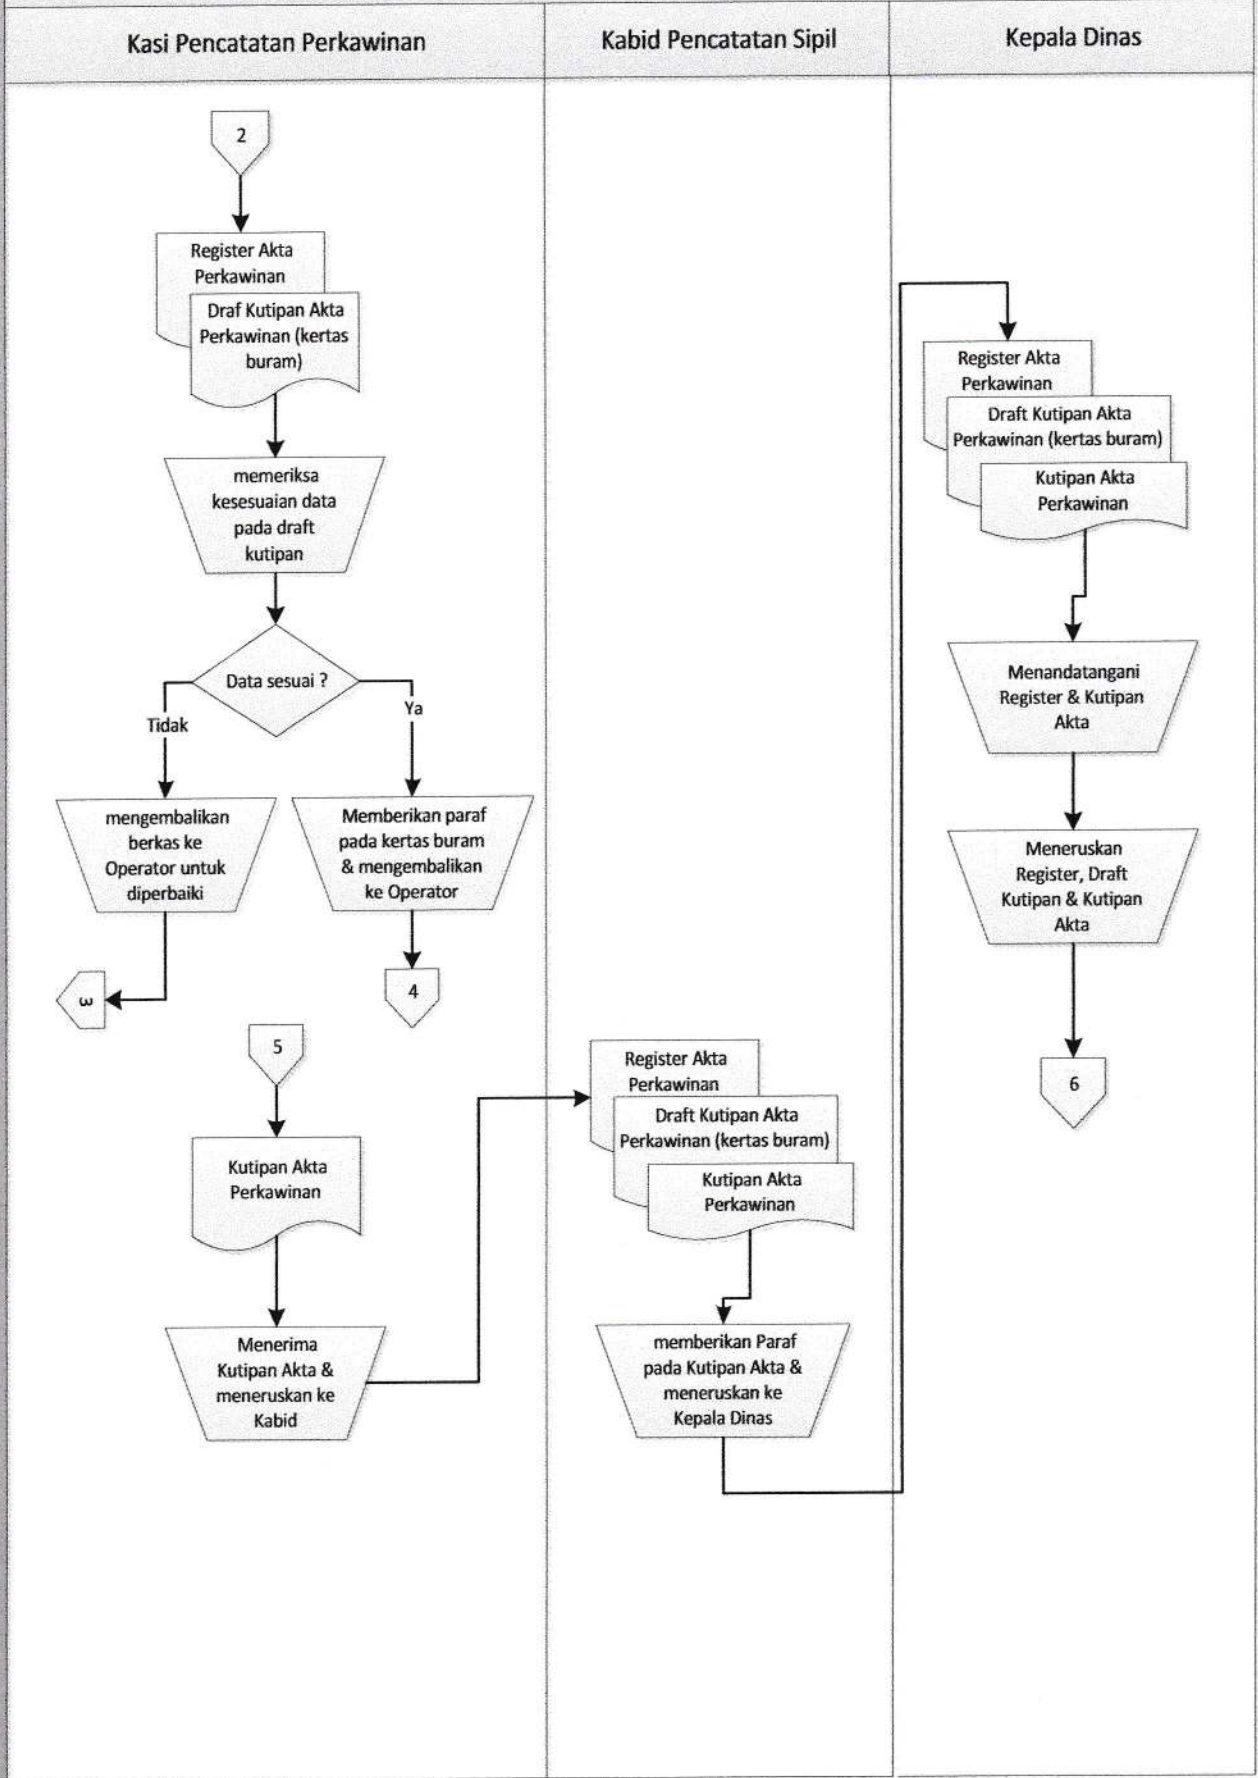 Kasi Pencatatan Perkawinan
Kabid Pencatatan Sipil
Kepala Dinas
2
Register Akta
Perkawinan
Draf Kutipan Akta
Perkawinan (kertas
buram)
memeriksa
kesesuaian data
pada draft
kutipan
Data sesuai ?
Tidak
Ya
mengembalikan
berkas ke
Operator untuk
diperbaiki
Memberikan paraf
pada kertas buram
& mengembalikan
ke Operator
3
4
5
Kutipan Akta
Perkawinan
Menerima
Kutipan Akta &
meneruskan ke
Kabid
Register Akta
Perkawinan
Draft Kutipan Akta
Perkawinan (kertas buram)
Kutipan Akta
Perkawinan
memberikan Paraf
pada Kutipan Akta &
meneruskan ke
Kepala Dinas
Register Akta
Perkawinan
Draft Kutipan Akta
Perkawinan (kertas buram)
Kutipan Akta
Perkawinan
Menandatangani
Register & Kutipan
Akta
Meneruskan
Register, Draft
Kutipan & Kutipan
Akta
6